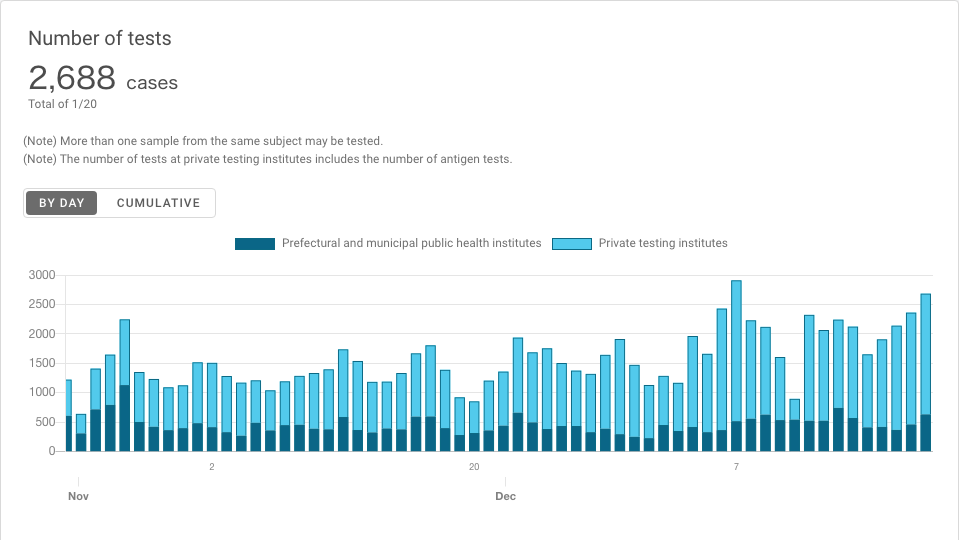 Number of tests
2,688 cases
Total of 1/20
(Note) More than one sample from the same subject may be tested.
(Note) The number of tests at private testing institutes includes the number of antigen tests.
BY DAY CUMULATIVE
Prefectural and municipal public health institutes Private testing institutes
3000
2500
2000
1500
1000
500
0
2 20 7
Nov Dec